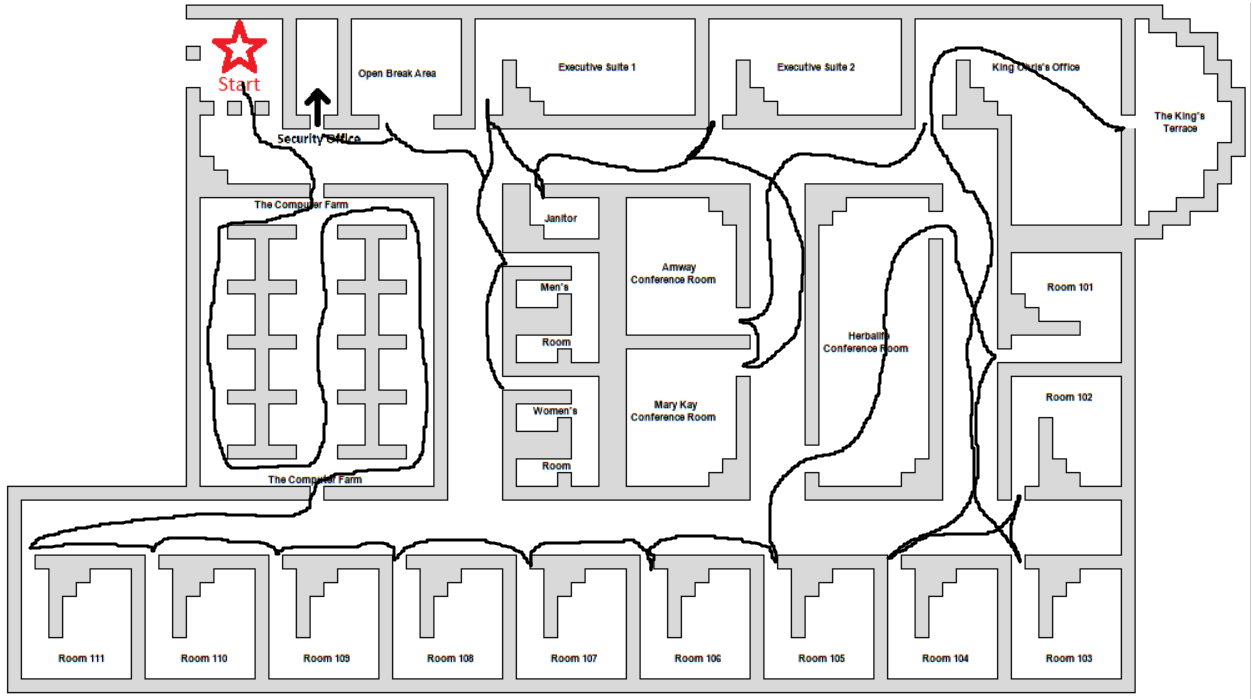 Start
Open Break Area
Executive Suite 1
Executive Suite 2
King Chris's Office
The King's
Terrace
Security Office
The Computer Farm
Janitor
Amway
Conference Room
Men's
Room
Herbalife
Conference Room
Room 101
Mary Kay
Conference Room
Women's
Room
Room 102
The Computer Farm
Room 111
Room 110
Room 109
Room 108
Room 107
Room 106
Room 105
Room 104
Room 103